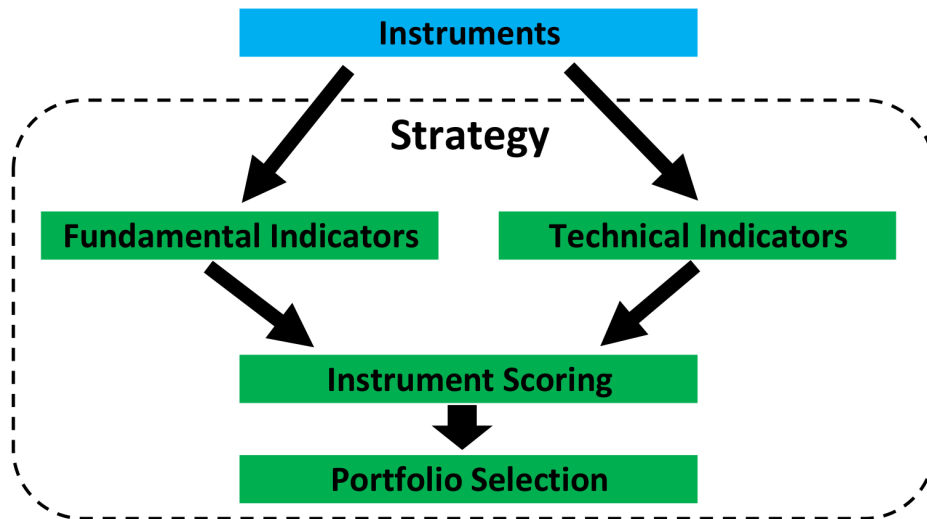 Instruments
Strategy
Fundamental Indicators
Technical Indicators
Instrument Scoring
Portfolio Selection